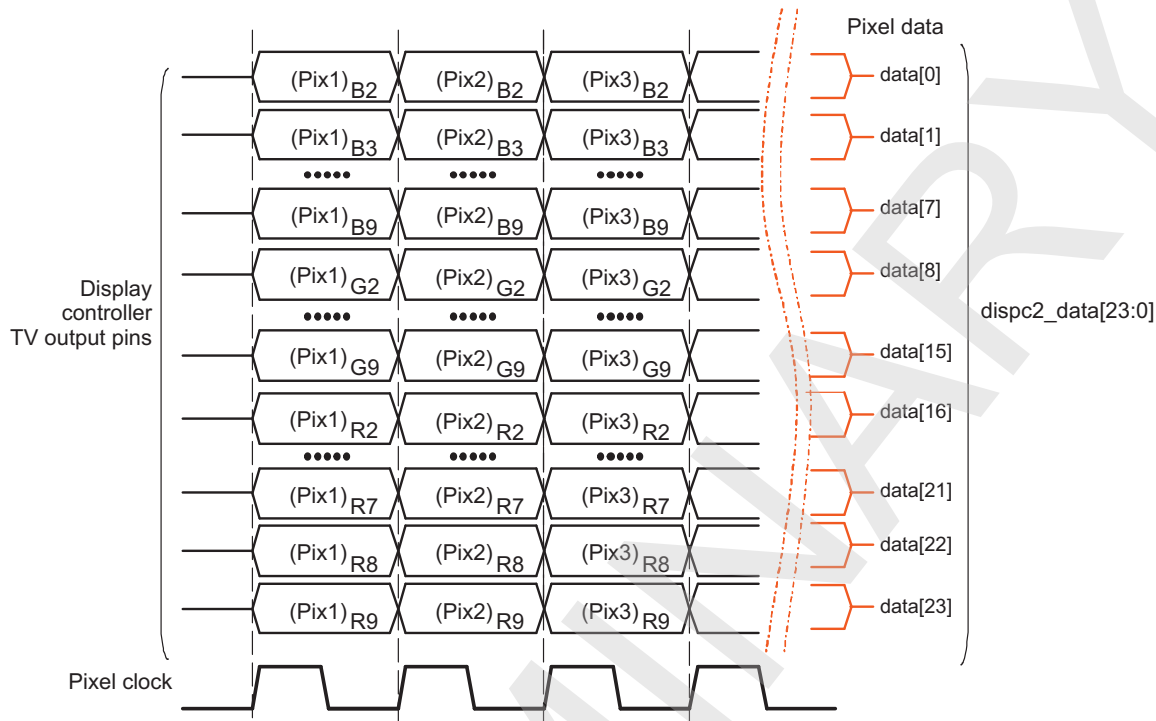 Pixel data
(Pix1)B2 (Pix2)B2 (Pix3)B2 data[0]
(Pix1)B3 (Pix2)B3 (Pix3)B3 data[1]
(Pix1)B9 (Pix2)B9 (Pix3)B9 data[7]
(Pix1)G2 (Pix2)G2 (Pix3)G2 data[8]
Display
controller
TV output pins
dispc2_data[23:0]
(Pix1)G9 (Pix2)G9 (Pix3)G9 data[15]
(Pix1)R2 (Pix2)R2 (Pix3)R2 data[16]
(Pix1)R7 (Pix2)R7 (Pix3)R7 data[21]
(Pix1)R8 (Pix2)R8 (Pix3)R8 data[22]
(Pix1)R9 (Pix2)R9 (Pix3)R9 data[23]
Pixel clock
MINARY